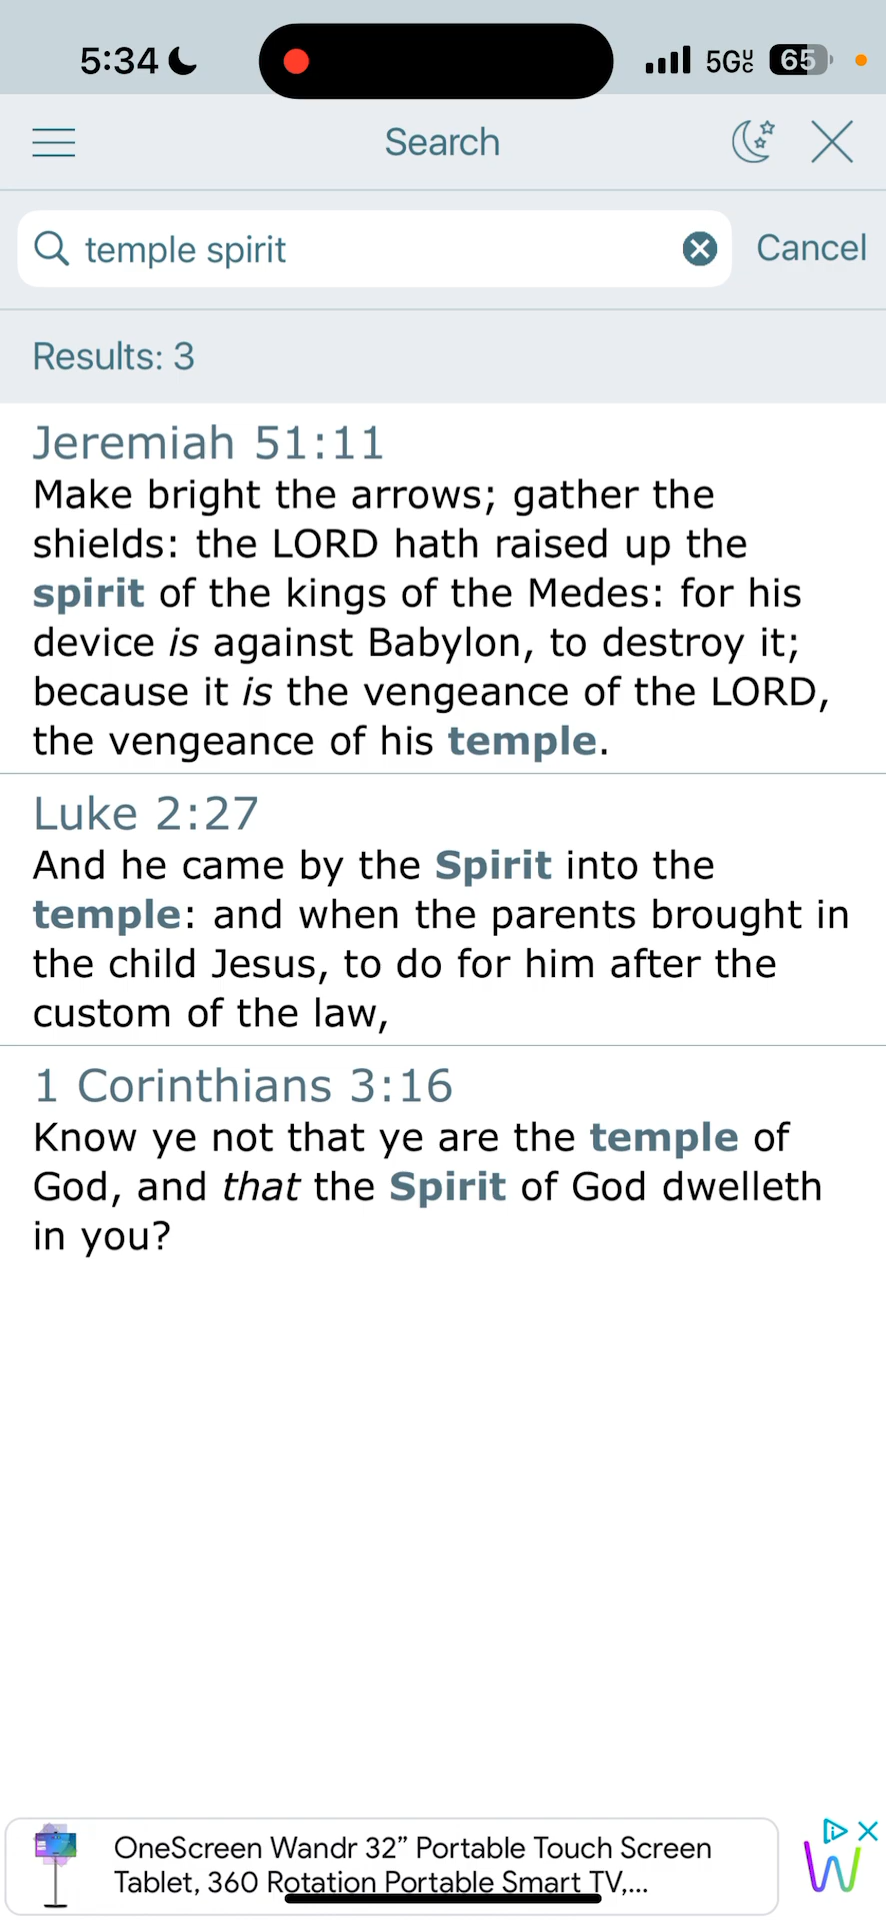 5:34
5G UC 65
Search
temple spirit
Cancel
Results: 3
Jeremiah 51:11
Make bright the arrows; gather the
shields: the LORD hath raised up the
spirit of the kings of the Medes: for his
device is against Babylon, to destroy it;
because it is the vengeance of the LORD,
the vengeance of his temple.
Luke 2:27
And he came by the Spirit into the
temple: and when the parents brought in
the child Jesus, to do for him after the
custom of the law,
1 Corinthians 3:16
Know ye not that ye are the temple of
God, and that the Spirit of God dwelleth
in you?
OneScreen Wandr 32” Portable Touch Screen
Tablet, 360 Rotation Portable Smart TV,...
W